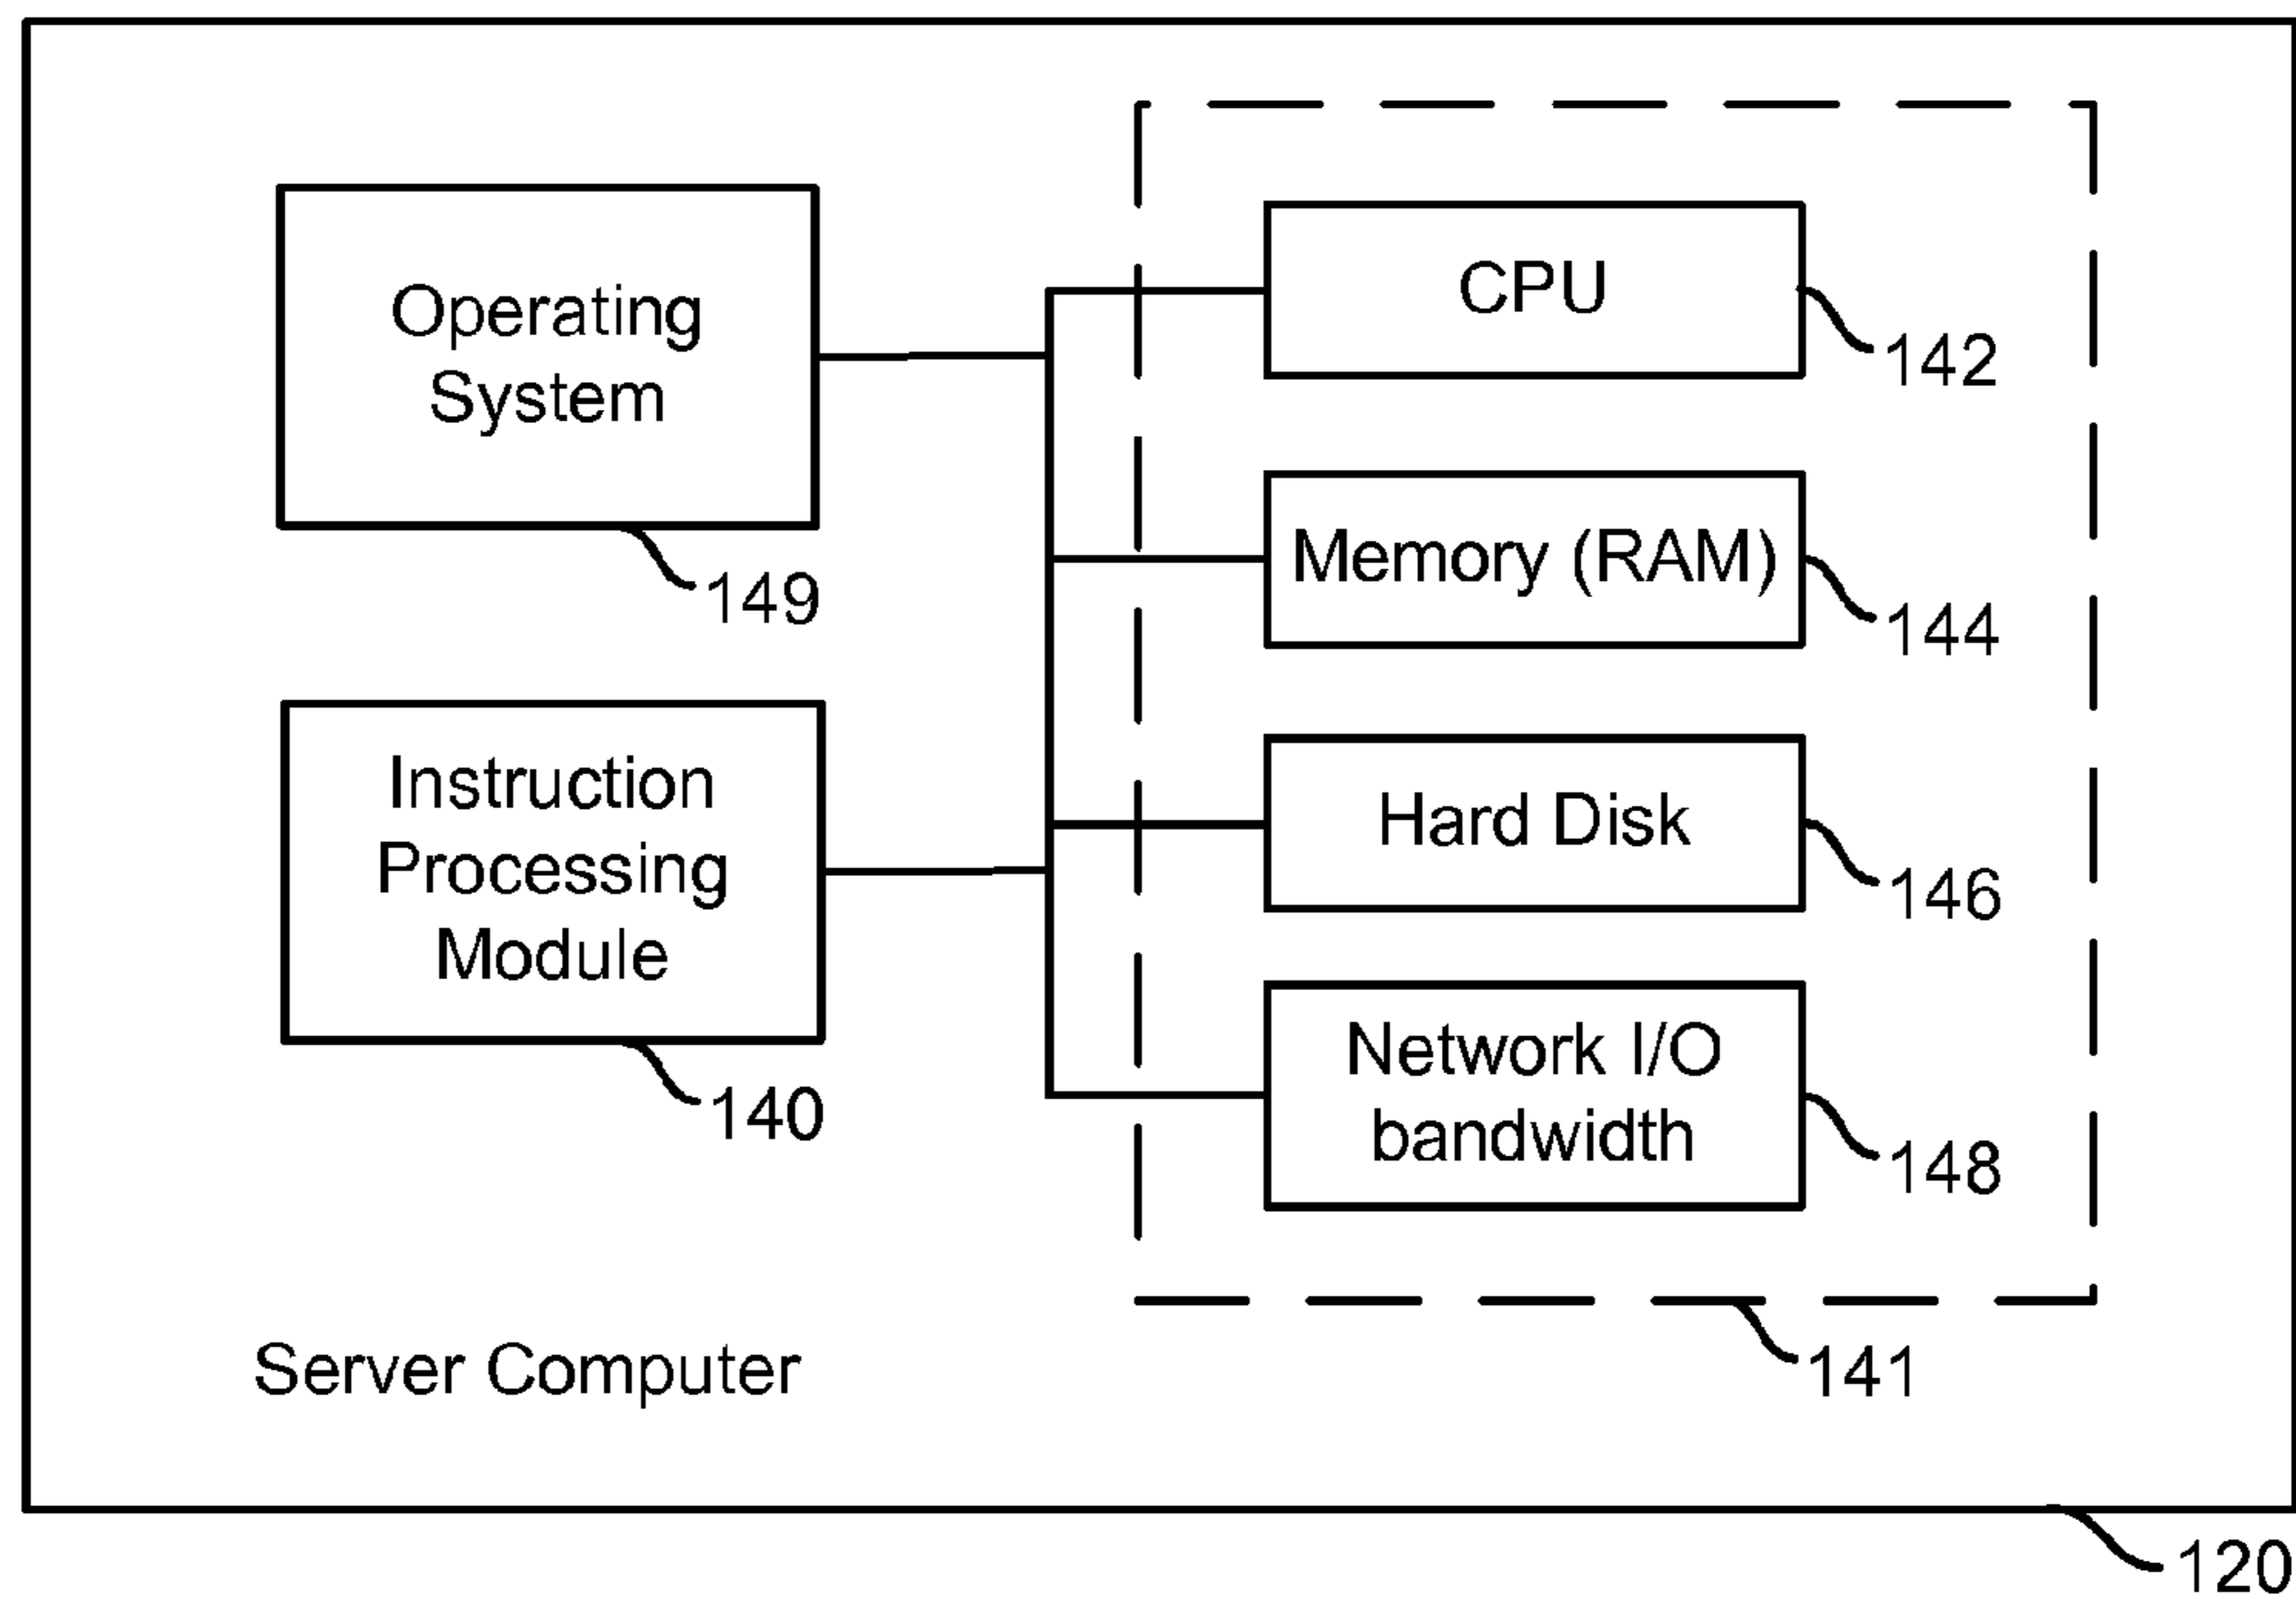 Operating
System
149
Instruction
Processing
Module
140
CPU
142
Memory (RAM)
144
Hard Disk
146
Network I/O
bandwidth
148
141
Server Computer
120